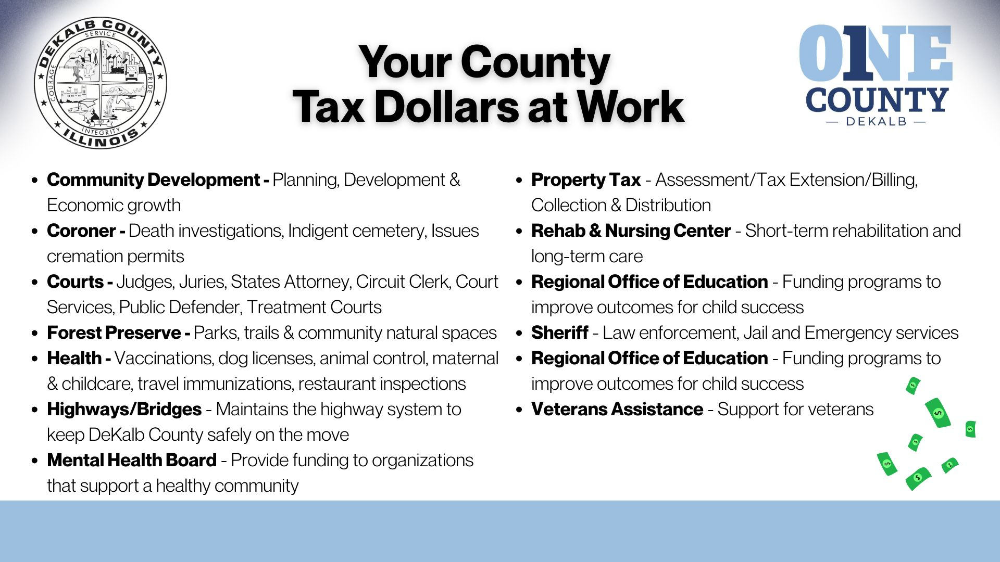 DEKALB COUNTY
SERVICE
COURAGE
PRIDE
1837
INTEGRITY
ILLINOIS
Your County
Tax Dollars at Work
ONE
COUNTY
— DEKALB —
• Community Development - Planning, Development &
Economic growth
• Coroner - Death investigations, Indigent cemetery, Issues
cremation permits
• Courts - Judges, Juries, States Attorney, Circuit Clerk, Court
Services, Public Defender, Treatment Courts
• Forest Preserve - Parks, trails & community natural spaces
• Health - Vaccinations, dog licenses, animal control, maternal
& childcare, travel immunizations, restaurant inspections
• Highways/Bridges - Maintains the highway system to
keep DeKalb County safely on the move
• Mental Health Board - Provide funding to organizations
that support a healthy community
• Property Tax - Assessment/Tax Extension/Billing,
Collection & Distribution
• Rehab & Nursing Center - Short-term rehabilitation and
long-term care
• Regional Office of Education - Funding programs to
improve outcomes for child success
• Sheriff - Law enforcement, Jail and Emergency services
• Regional Office of Education - Funding programs to
improve outcomes for child success
• Veterans Assistance - Support for veterans
$
$
$
$
$
$
$